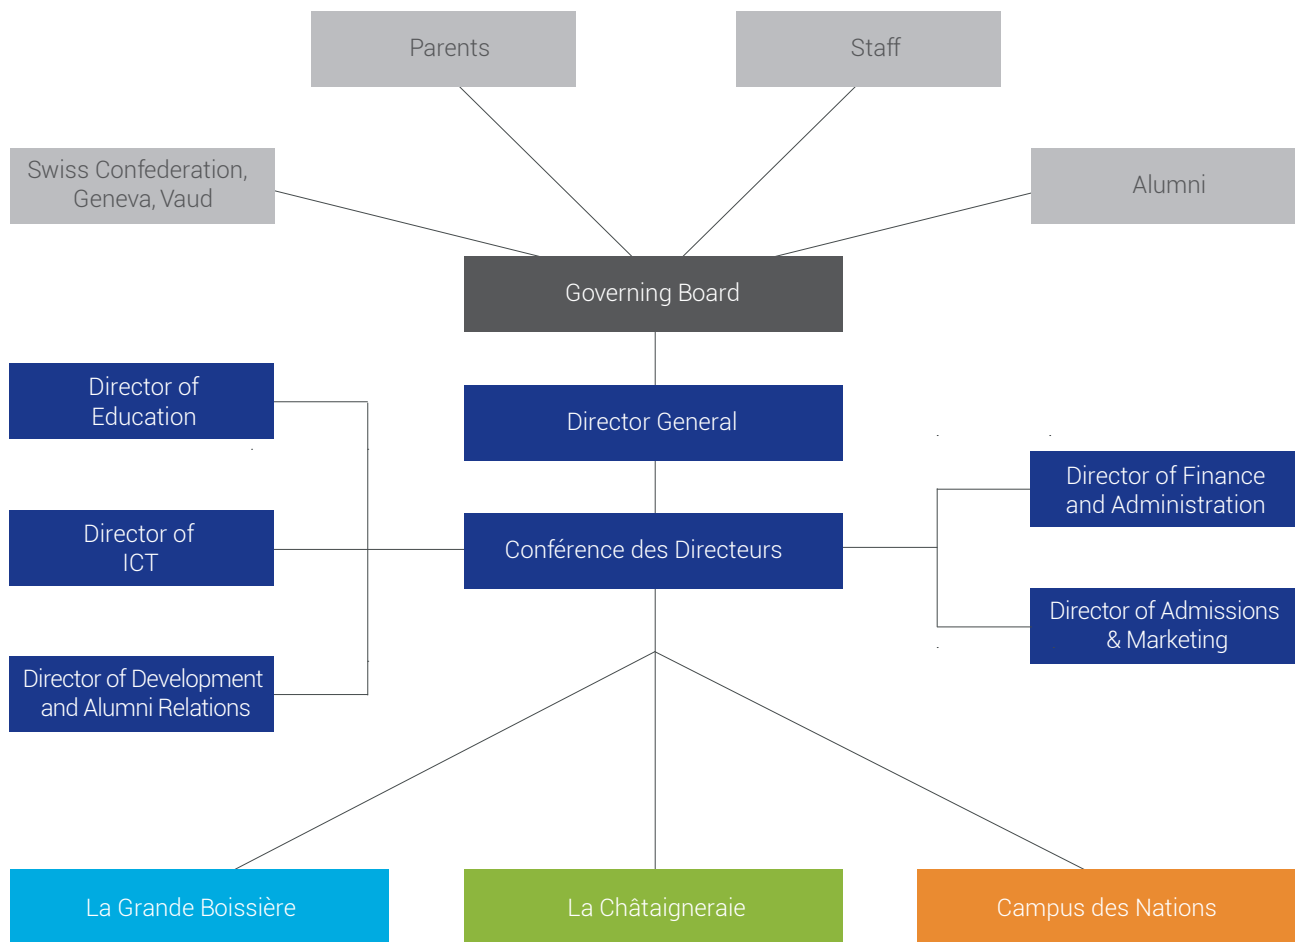 Parents
Staff
Swiss Confederation,
Geneva, Vaud
Alumni
Governing Board
Director of
Education
Director General
Director of Finance
and Administration
Director of
ICT
Conférence des Directeurs
Director of Admissions
& Marketing
Director of Development
and Alumni Relations
La Grande Boissière
La Châtaigneraie
Campus des Nations